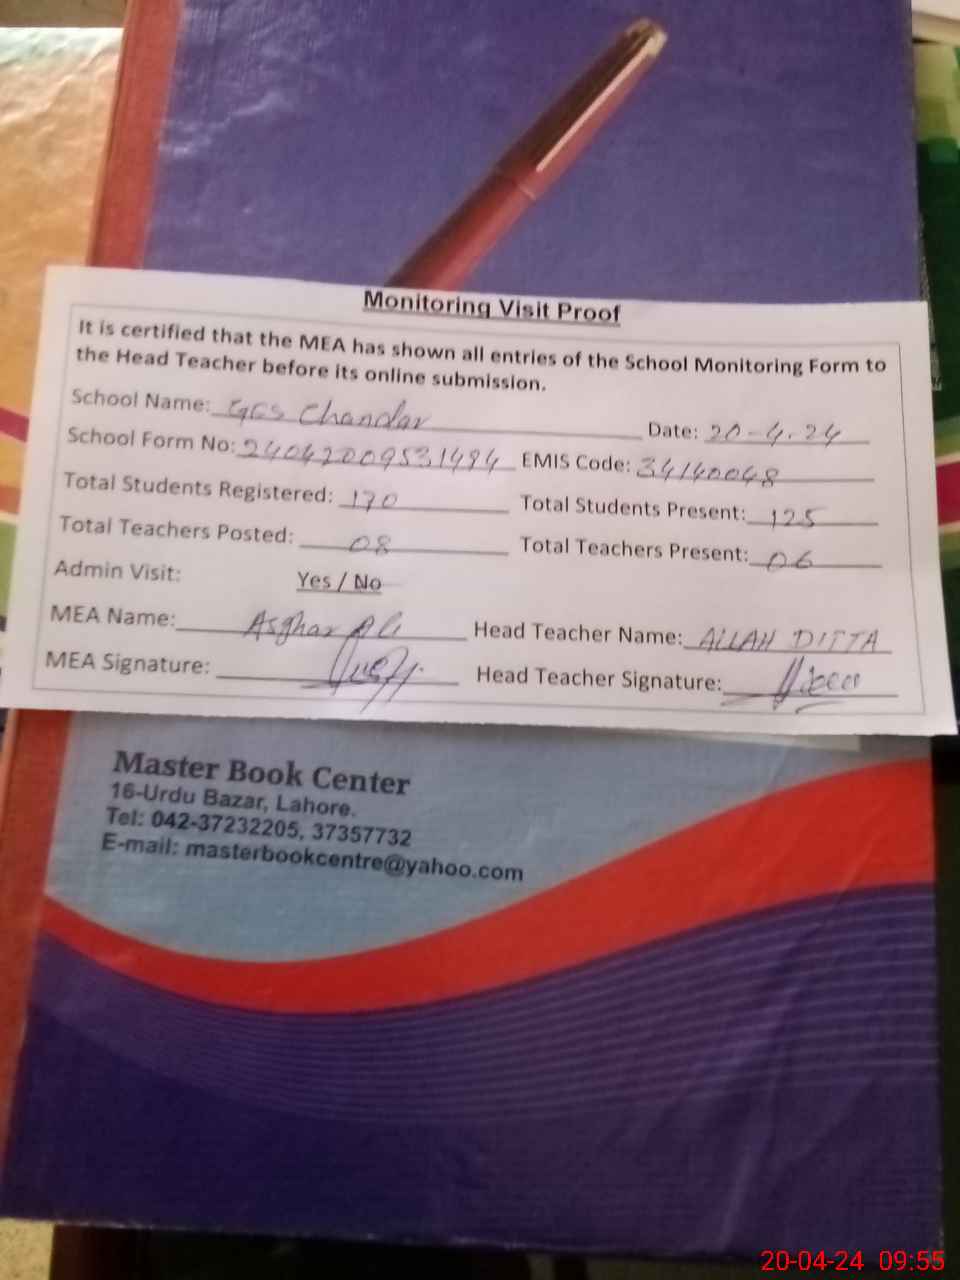 Monitoring Visit Proof
It is certified that the MEA has shown all entries of the School Monitoring Form to
the Head Teacher before its online submission.
School Name: GES Chandar Date: 20-4-24
School Form No: 24042009531494 EMIS Code: 34140048
Total Students Registered: 170 Total Students Present: 125
Total Teachers Posted: 08 Total Teachers Present: 06
Admin Visit: Yes / No
MEA Name: Asghar Ali Head Teacher Name: ALLAH DITTA
MEA Signature: Head Teacher Signature:
Master Book Center
16-Urdu Bazar, Lahore.
Tel: 042-37232205, 37357732
E-mail: masterbookcentre@yahoo.com
20-04-24 09:55